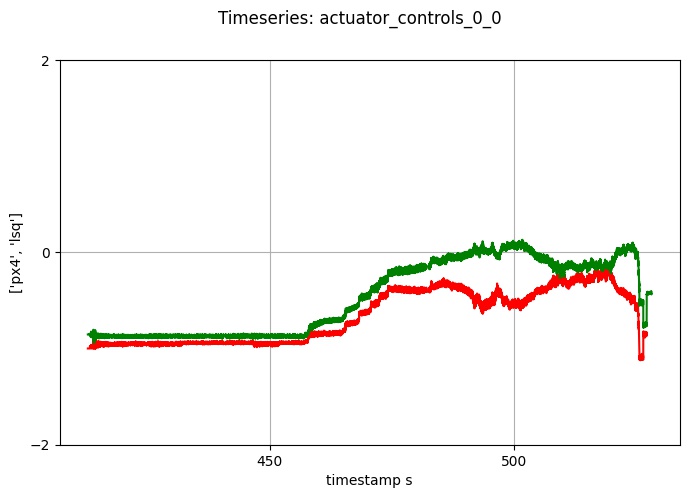 Timeseries: actuator_controls_0_0
2
0
−2
['px4', 'lsq']
450
500
timestamp s